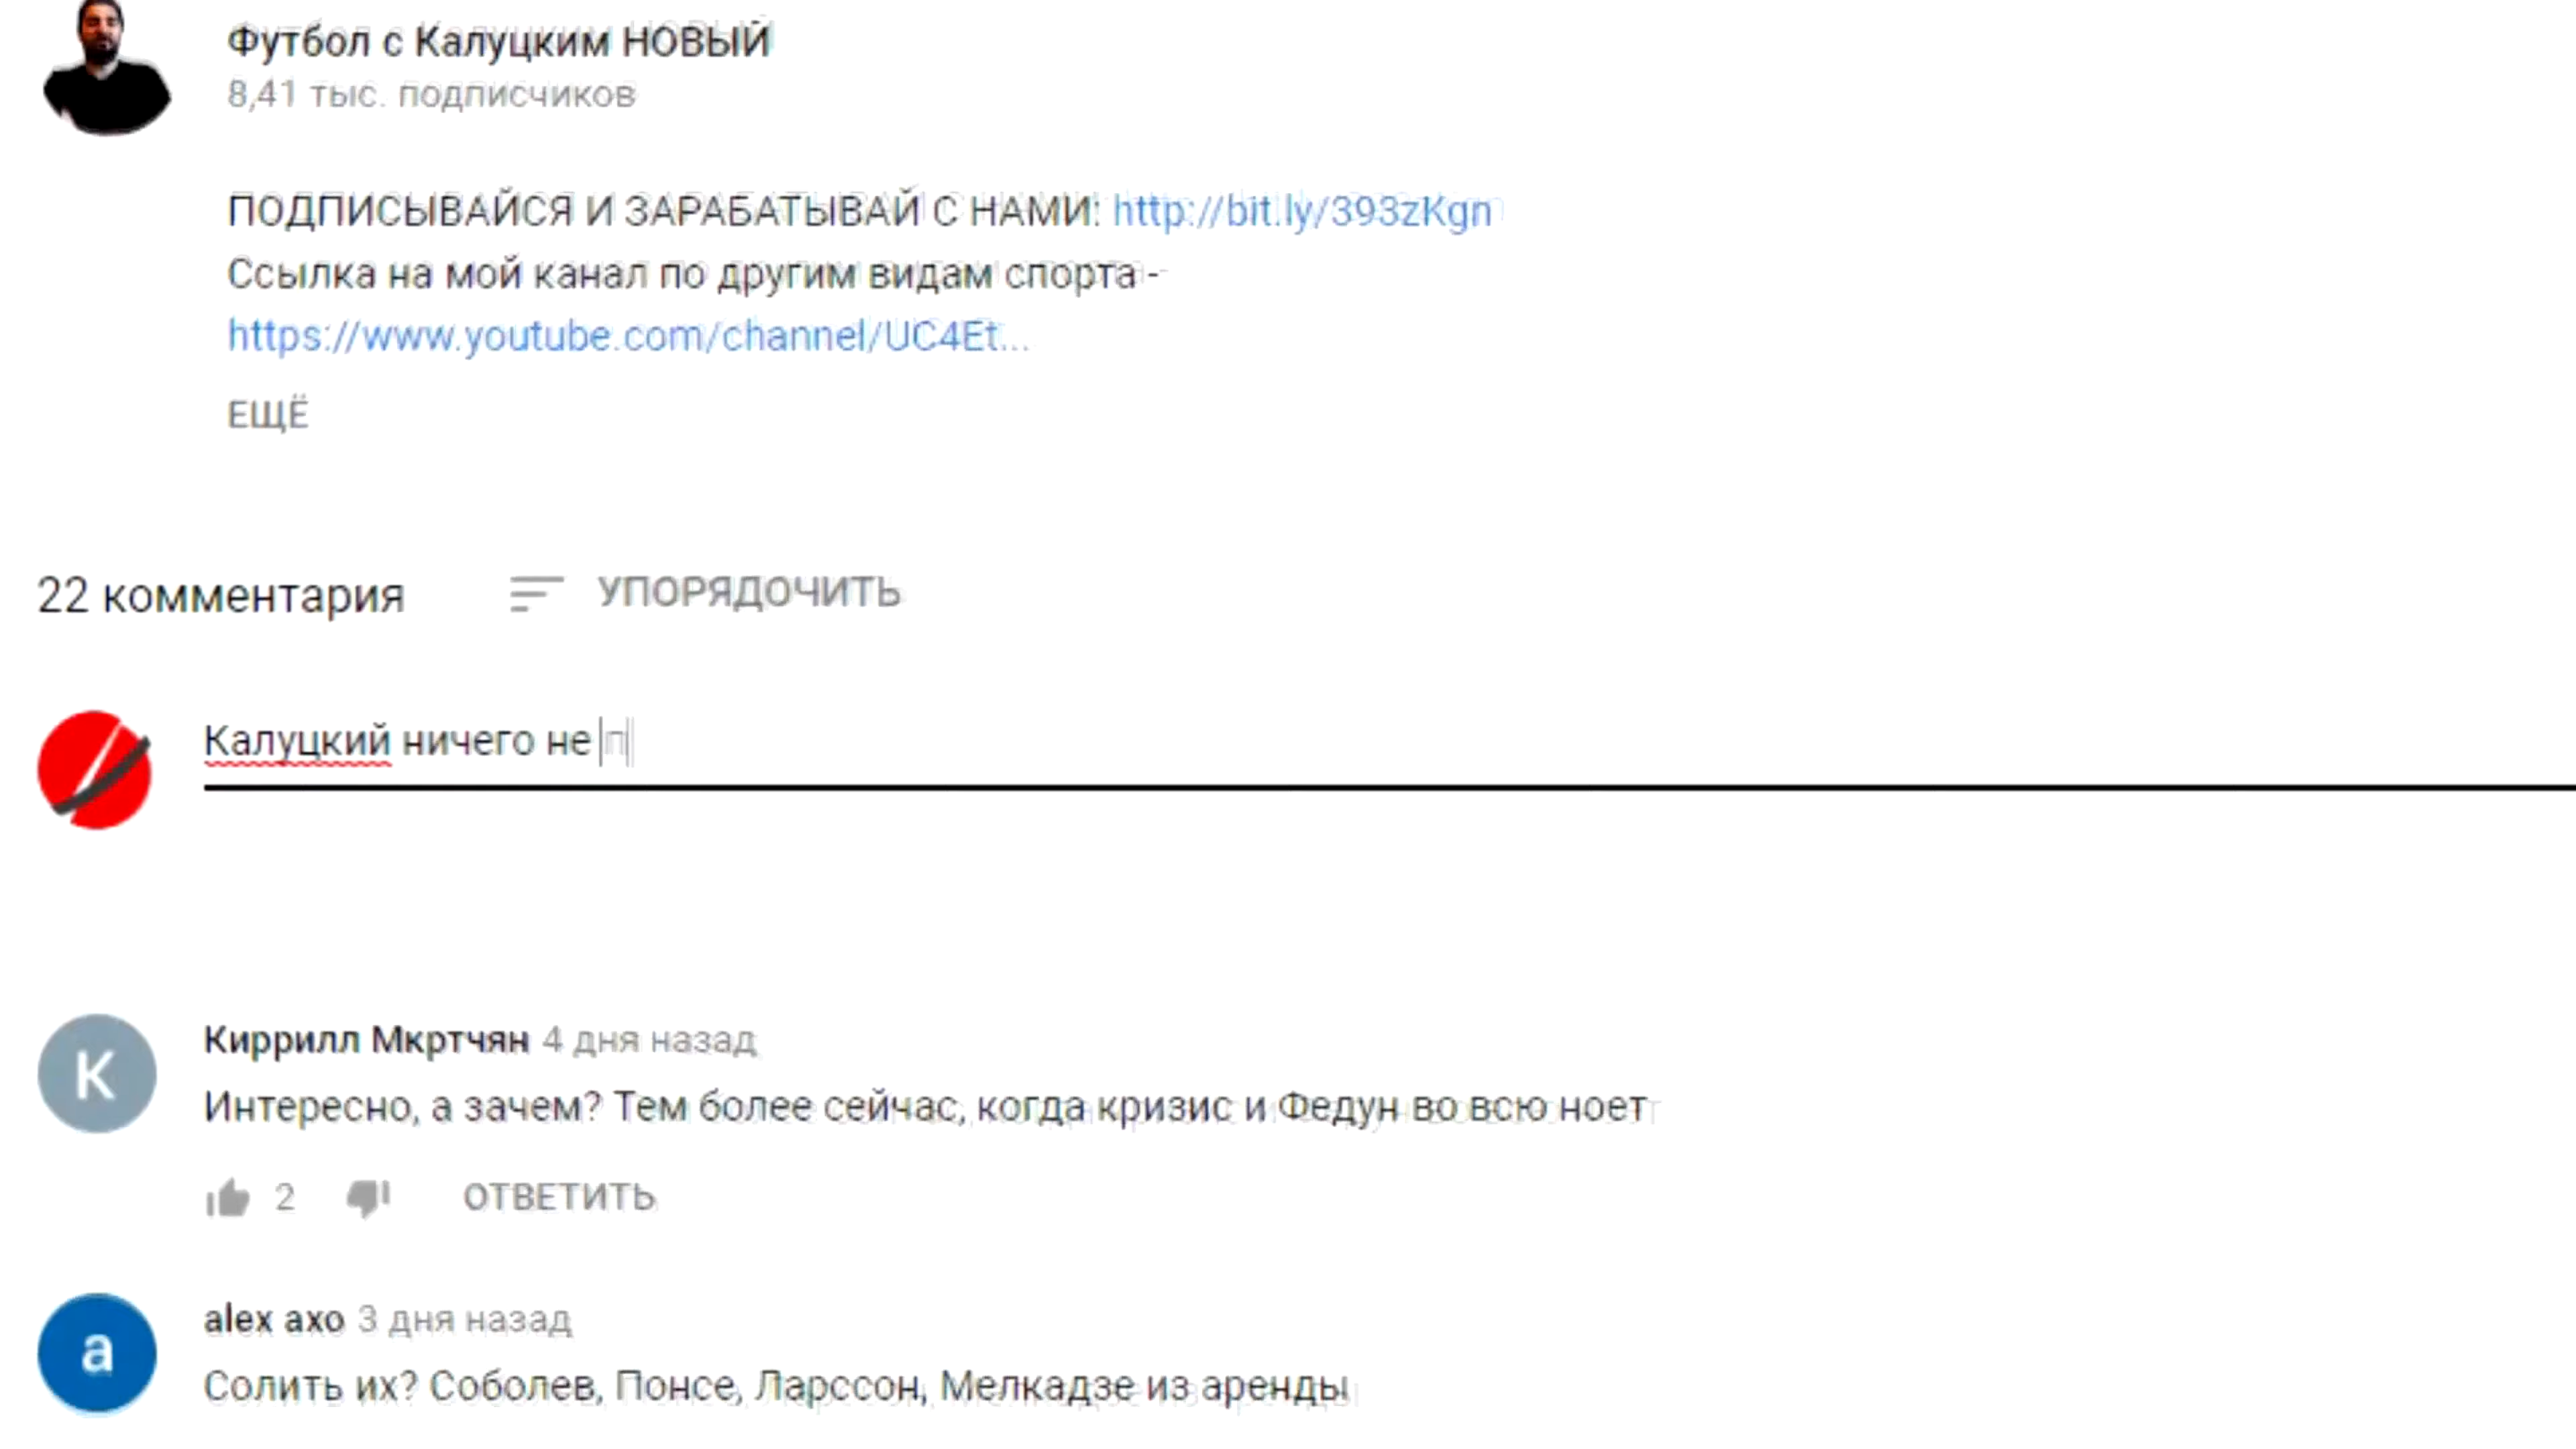 Футбол с Калуцким НОВЫЙ
8,41 тыс. подписчиков
ПОДПИСЫВАЙСЯ И ЗАРАБАТЫВАЙ С НАМИ: http://bit.ly/393zKgn
Ссылка на мой канал по другим видам спорта -
https://www.youtube.com/channel/UC4Et...
ЕЩЁ
22 комментария УПОРЯДОЧИТЬ
Калуцкий ничего не п
К
Киррилл Мкртчян 4 дня назад
Интересно, а зачем? Тем более сейчас, когда кризис и Федун во всю ноет
2 ОТВЕТИТЬ
a
alex axo 3 дня назад
Солить их? Соболев, Понсе, Ларссон, Мелкадзе из аренды